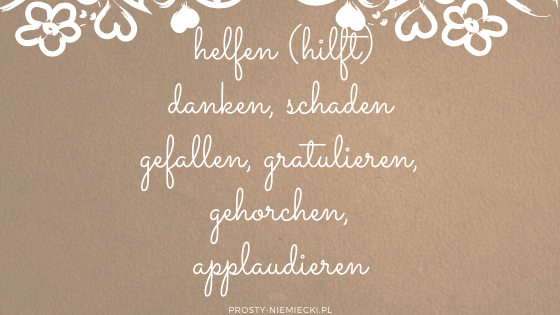 helfen (hilft)
danken, schaden
gefallen, gratulieren,
gehorchen,
applaudieren
PROSTY-NIEMIECKI.PL